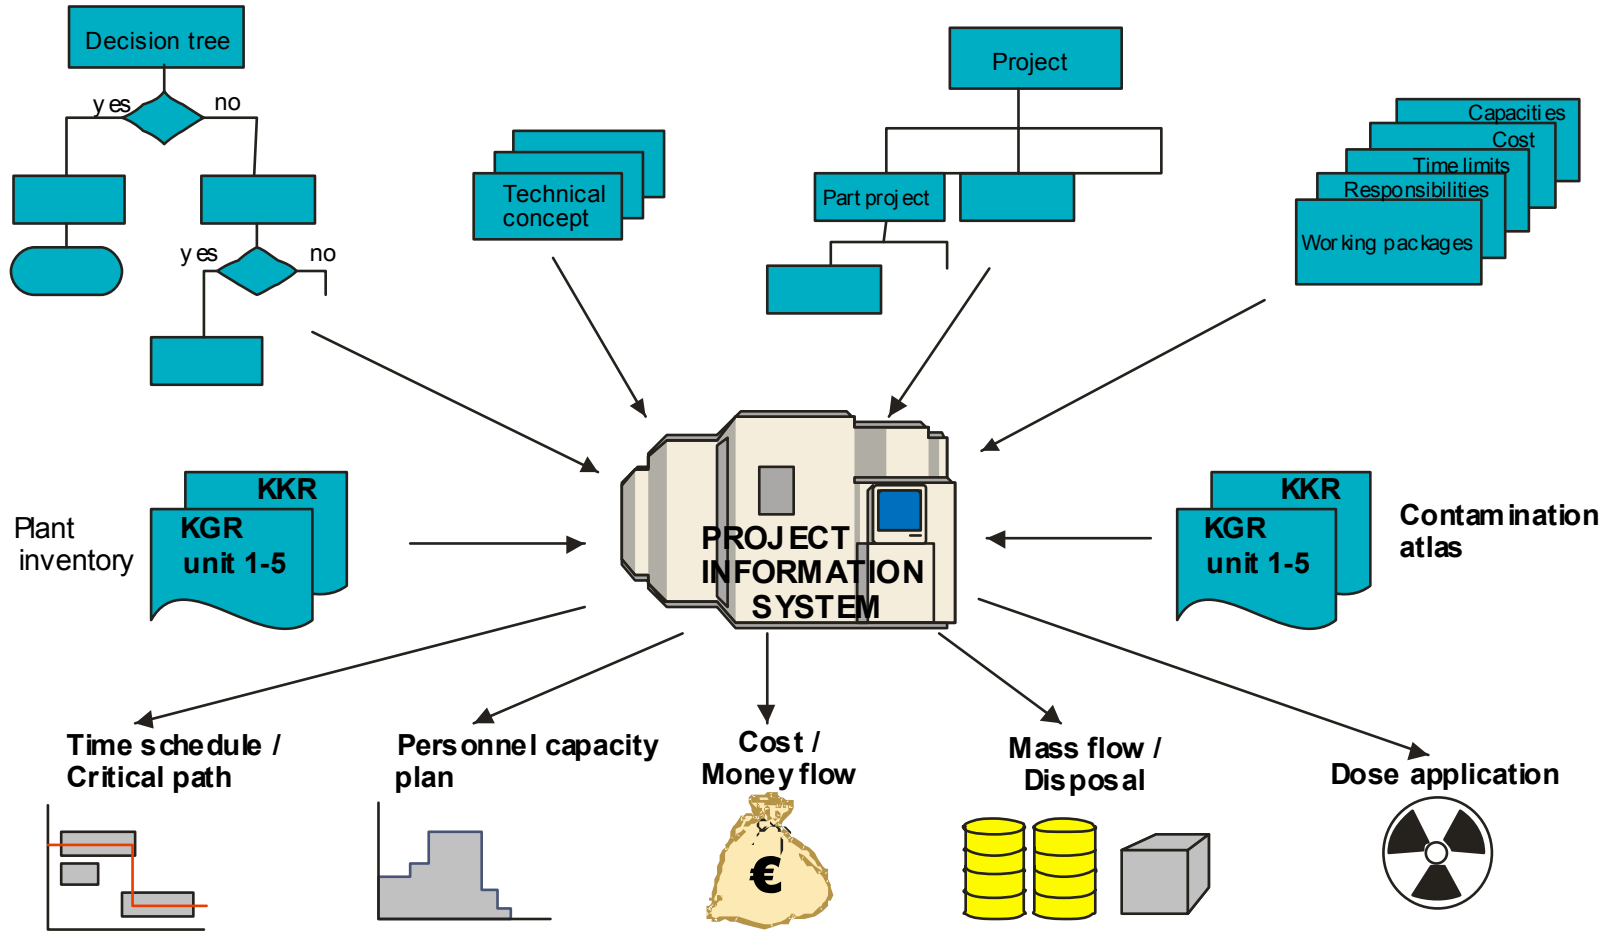 Decision tree
yes
no
yes
no
Technical
concept
Project
Part project
Capacities
Cost
Time limits
Responsibilities
Working packages
Plant
inventory
KKR
KGR
unit 1-5
PROJECT
INFORMATION
SYSTEM
KKR
KGR
unit 1-5
Contamination
atlas
Time schedule /
Critical path
Personnel capacity
plan
Cost /
Money flow
€
Mass flow /
Disposal
Dose application